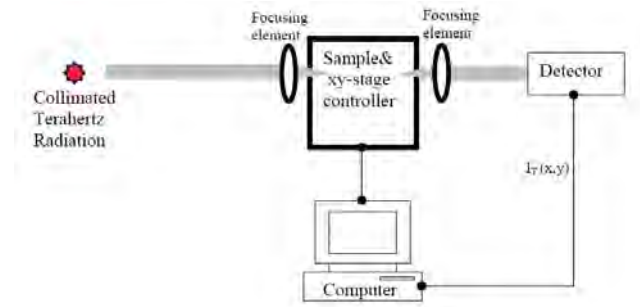 Focusing
element
Focusing
element
Sample&
xy-stage
controller
Detector
Collimated
Terahertz
Radiation
I_T(x,y)
Computer